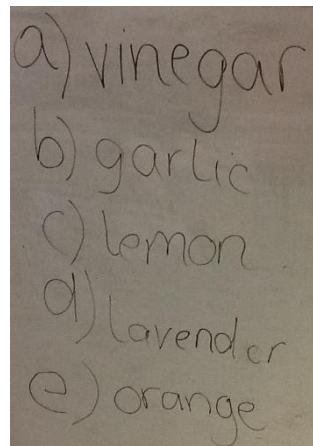 a) vinegar
b) garlic
c) lemon
d) lavender
e) orange